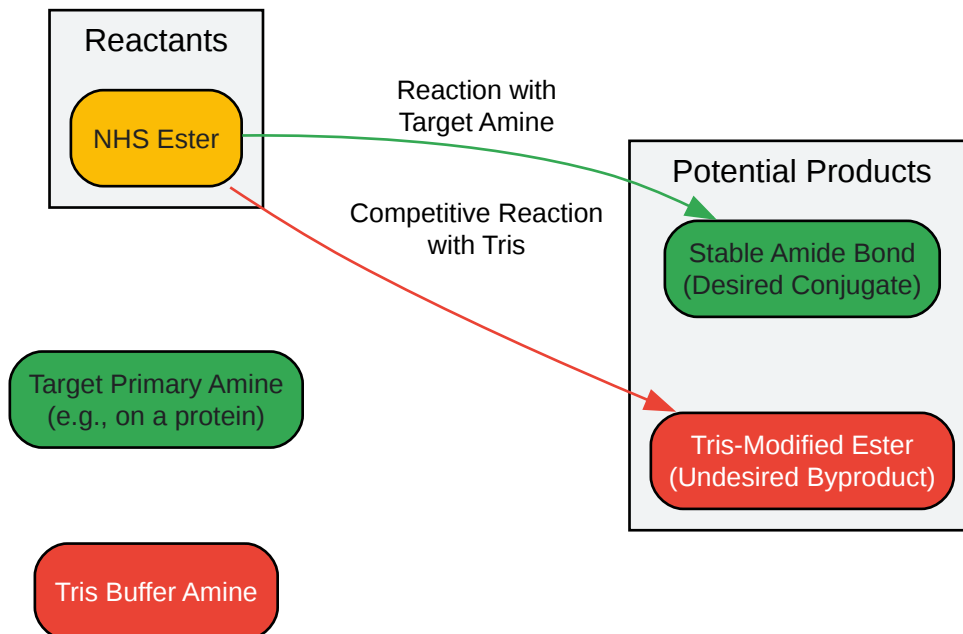 Reactants
NHS Ester
Reaction with
Target Amine
Competitive Reaction
with Tris
Potential Products
Stable Amide Bond
(Desired Conjugate)
Target Primary Amine
(e.g., on a protein)
Tris-Modified Ester
(Undesired Byproduct)
Tris Buffer Amine